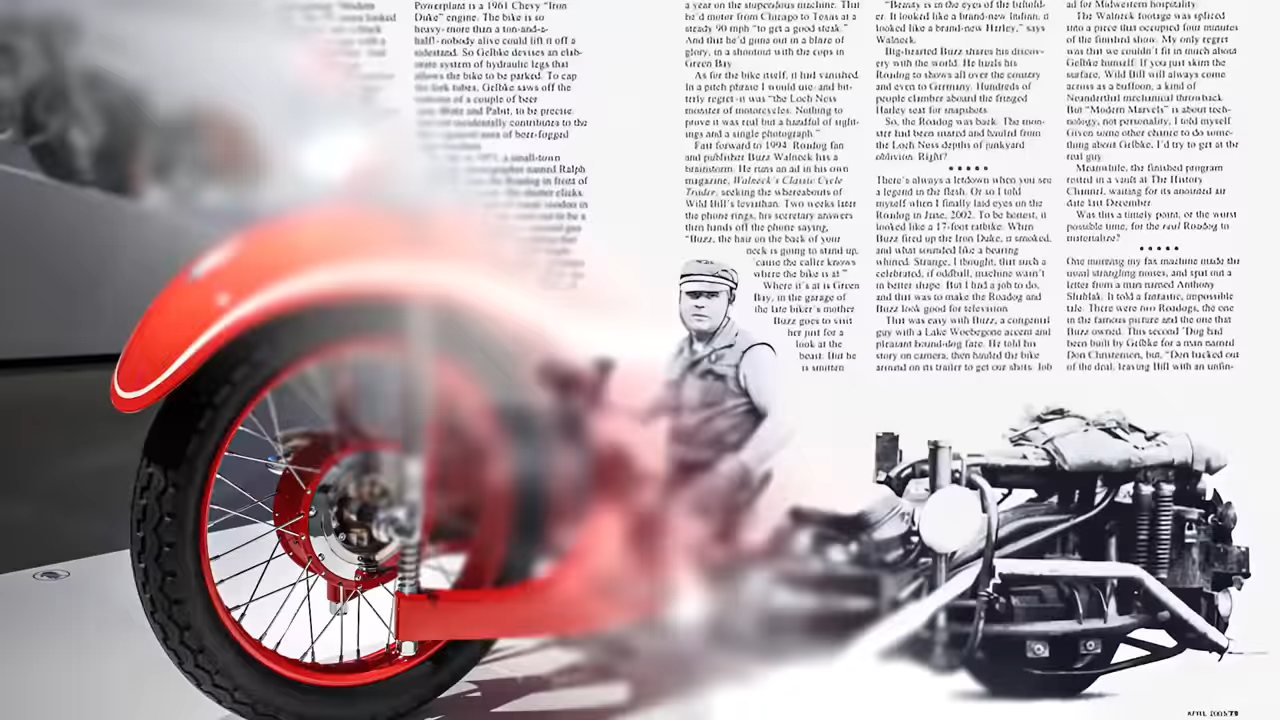 Powerplant is a 1961 Chevy "Iron
Duke" engine. The bike is so
heavy- more than a ton-and-a-
half!-nobody alive could lift it off a
sidestand. So Gelbke devises an elab-
orate system of hydraulic legs that
allows the bike to be parked. To cap
the fork tubes, Gelbke saws off the
bottoms of a couple of beer
Blatz and Pabst, to be precise.
incidentally contributes to the
area of beer-fogged
a small-town
named Ralph
in front of
clicks.
a year on the stupendous machine. That
he'd motor from Chicago to Texas at a
steady 90 mph "to get a good steak."
And that he'd gone out in a blaze of
glory, in a shootout with the cops in
Green Bay.
As for the bike itself, it had vanished.
In a pitch phrase I would use-and bit-
terly regret-it was "the Loch Ness
monster of motorcycles. Nothing to
prove it was real but a handful of sight-
ings and a single photograph."
Fast forward to 1994. Roadog fan
and publisher Buzz Walneck has a
brainstorm. He runs an ad in his own
magazine, Walneck's Classic Cycle
Trader, seeking the whereabouts of
Wild Bill's leviathan. Two weeks later
the phone rings, his secretary answers
then hands off the phone saying,
"Buzz, the hair on the back of your
neck is going to stand up,
'cause the caller knows
where the bike is at."
Where it's at is Green
Bay, in the garage of
the late biker's mother.
Buzz goes to visit
her just for a
look at the
beast. But he
is smitten.
"Beauty is in the eyes of the behold-
er. It looked like a brand-new Indian, it
looked like a brand-new Harley," says
Walneck.
Big-hearted Buzz shares his discov-
ery with the world. He hauls his
Roadog to shows all over the country
and even to Germany. Hundreds of
people clamber aboard the fringed
Harley seat for snapshots.
So, the Roadog was back. The mon-
ster had been snared and hauled from
the Loch Ness depths of junkyard
oblivion. Right?
• • • • •
There's always a letdown when you see
a legend in the flesh. Or so I told
myself when I finally laid eyes on the
Roadog in June, 2002. To be honest, it
looked like a 17-foot ratbike. When
Buzz fired up the Iron Duke, it smoked,
and what sounded like a bearing
whined. Strange, I thought, that such a
celebrated, if oddball, machine wasn't
in better shape. But I had a job to do,
and that was to make the Roadog and
Buzz look good for television.
That was easy with Buzz, a congenial
guy with a Lake Woebegone accent and
pleasant hound-dog face. He told his
story on camera, then hauled the bike
around on its trailer to get our shots. Job
ad for Midwestern hospitality.
The Walneck footage was spliced
into a piece that occupied four minutes
of the finished show. My only regret
was that we couldn't fit in much about
Gelbke himself. If you just skim the
surface, Wild Bill will always come
across as a buffoon, a kind of
Neanderthal mechanical throwback.
But "Modern Marvels" is about tech-
nology, not personality, I told myself.
Given some other chance to do some-
thing about Gelbke, I'd try to get at the
real guy.
Meanwhile, the finished program
rested in a vault at The History
Channel, waiting for its anointed air
date last December.
Was this a timely point, or the worst
possible time, for the real Roadog to
materialize?
• • • • •
One morning my fax machine made the
usual strangling noises, and spat out a
letter from a man named Anthony
Shublak. It told a fantastic, impossible
tale. There were two Roadogs, the one
in the famous picture and the one that
Buzz owned. This second 'Dog had
been built by Gelbke for a man named
Don Christensen, but, "Don backed out
of the deal, leaving Bill with an unfin-
APRIL 2003/79